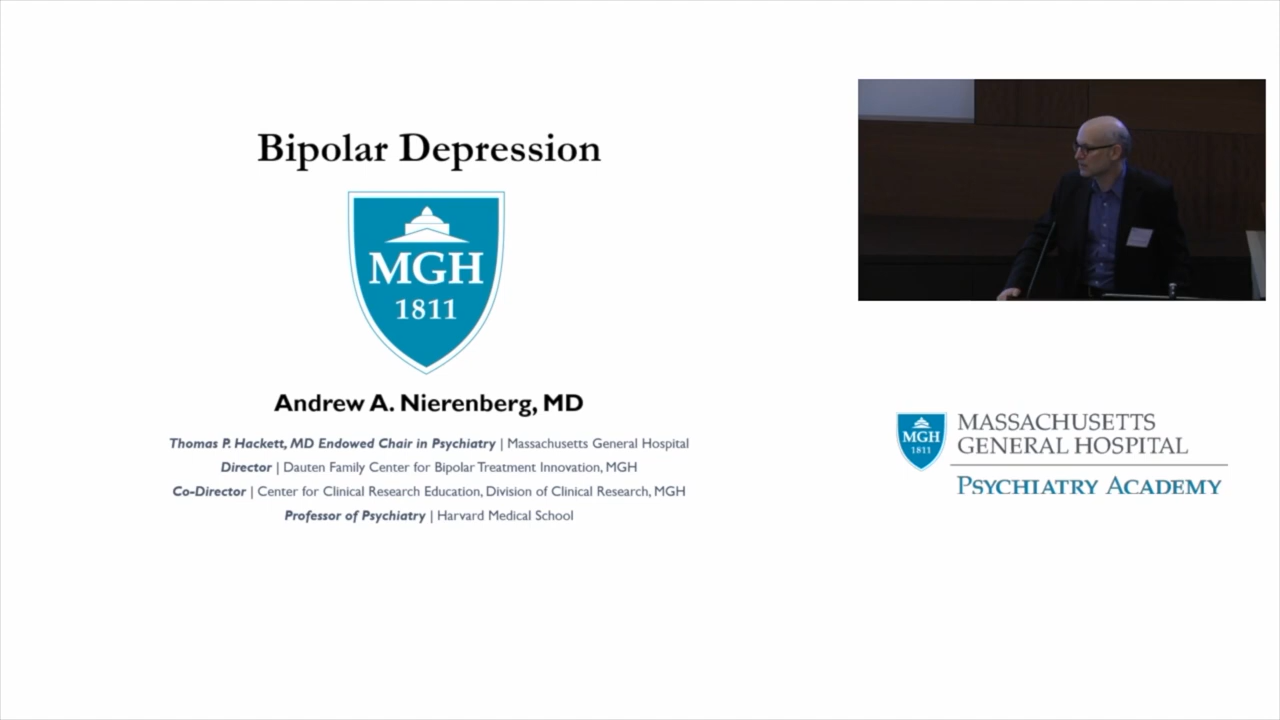 Bipolar Depression
MGH
1811
Andrew A. Nierenberg, MD
Thomas P. Hackett, MD Endowed Chair in Psychiatry | Massachusetts General Hospital
Director | Dauten Family Center for Bipolar Treatment Innovation, MGH
Co-Director | Center for Clinical Research Education, Division of Clinical Research, MGH
Professor of Psychiatry | Harvard Medical School
MGH
1811
MASSACHUSETTS
GENERAL HOSPITAL
PSYCHIATRY ACADEMY